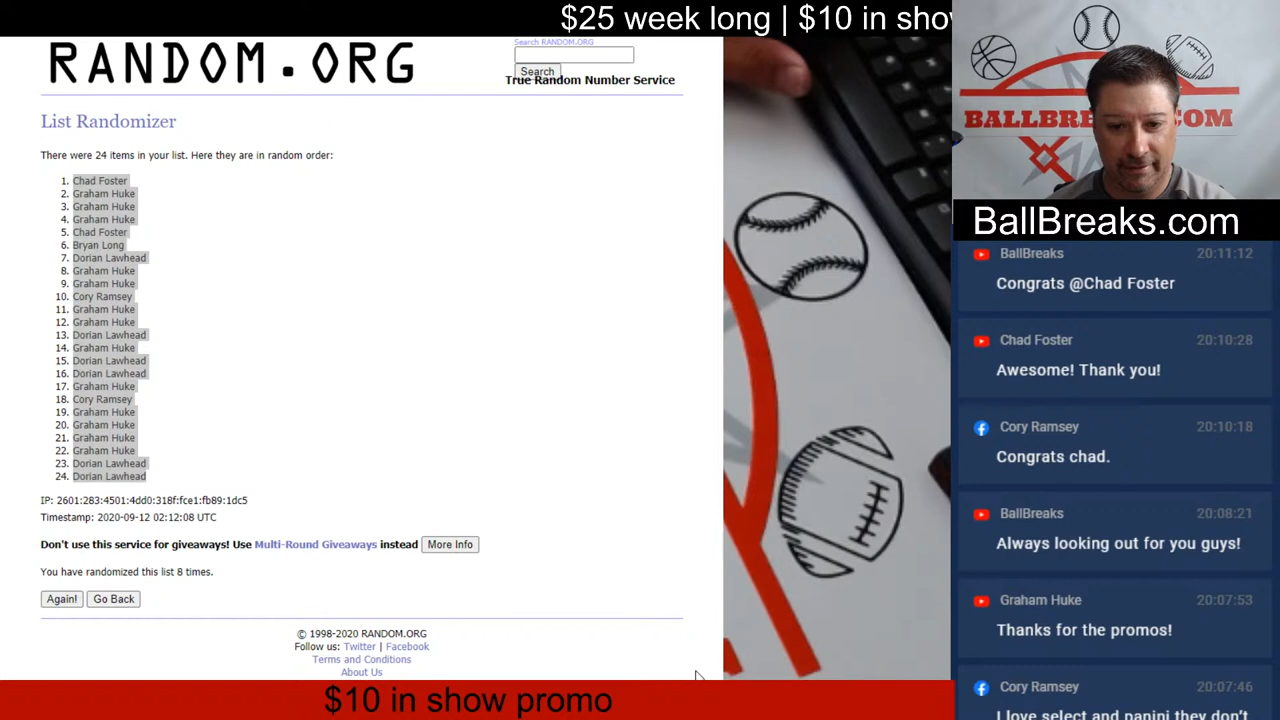 $25 week long | $10 in show
RANDOM.ORG
Search RANDOM.ORG
Search
True Random Number Service
List Randomizer
There were 24 items in your list. Here they are in random order:
1. Chad Foster
2. Graham Huke
3. Graham Huke
4. Graham Huke
5. Chad Foster
6. Bryan Long
7. Dorian Lawhead
8. Graham Huke
9. Graham Huke
10. Cory Ramsey
11. Graham Huke
12. Graham Huke
13. Dorian Lawhead
14. Graham Huke
15. Dorian Lawhead
16. Dorian Lawhead
17. Graham Huke
18. Cory Ramsey
19. Graham Huke
20. Graham Huke
21. Graham Huke
22. Graham Huke
23. Dorian Lawhead
24. Dorian Lawhead
IP: 2601:283:4501:4dd0:318f:fce1:fb89:1dc5
Timestamp: 2020-09-12 02:12:08 UTC
Don't use this service for giveaways! Use Multi-Round Giveaways instead More Info
You have randomized this list 8 times.
Again! Go Back
© 1998-2020 RANDOM.ORG
Follow us: Twitter | Facebook
Terms and Conditions
About Us
$10 in show promo
BallBreaks.com
BallBreaks 20:11:12
Congrats @Chad Foster
Chad Foster 20:10:28
Awesome! Thank you!
Cory Ramsey 20:10:18
Congrats chad.
BallBreaks 20:08:21
Always looking out for you guys!
Graham Huke 20:07:53
Thanks for the promos!
Cory Ramsey 20:07:46
I love select and panini they don't